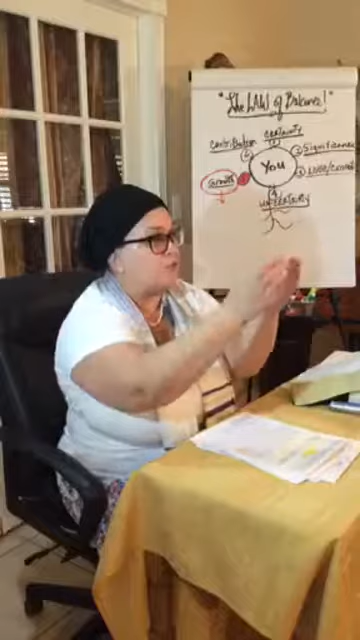 "The LAW of Balance!"
Certainty
Contribution
Significance
You
Growth
Love/Connect
Uncertainty